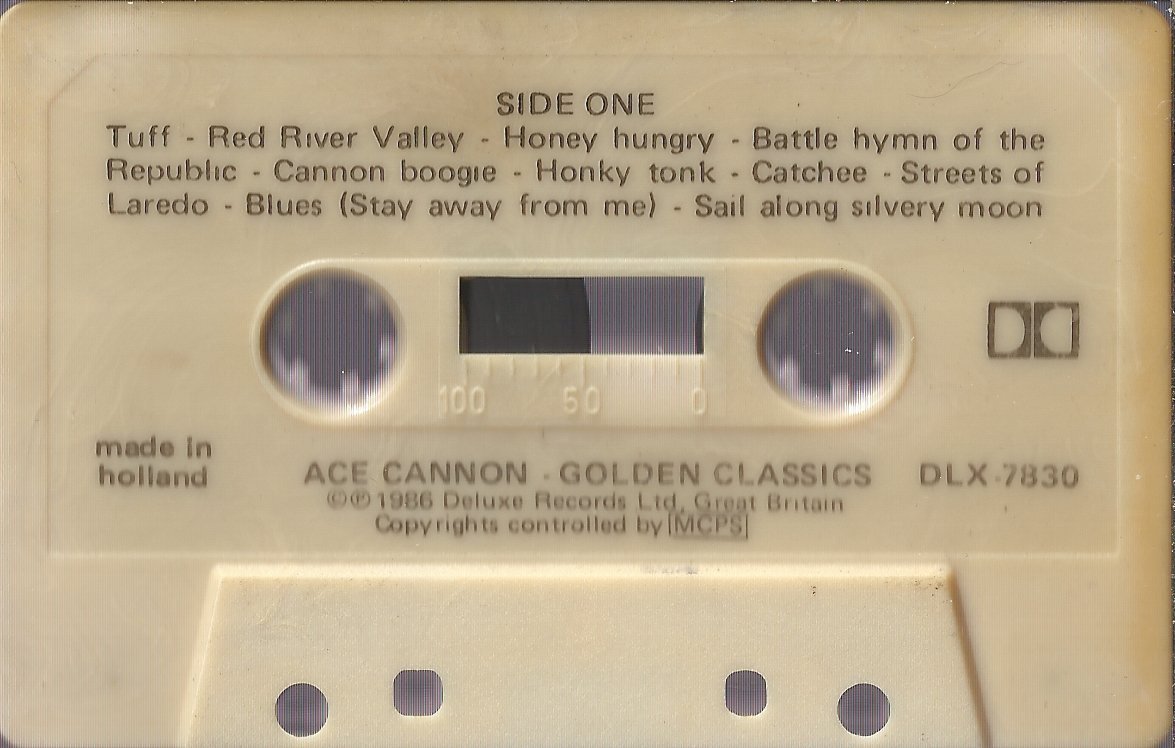 SIDE ONE
Tuff - Red River Valley - Honey hungry - Battle hymn of the
Republic - Cannon boogie - Honky tonk - Catchee - Streets of
Laredo - Blues (Stay away from me) - Sail along silvery moon
100 50 0
made in
holland
ACE CANNON - GOLDEN CLASSICS
DLX-7830
©℗ 1986 Deluxe Records Ltd, Great Britain
Copyrights controlled by MCPS